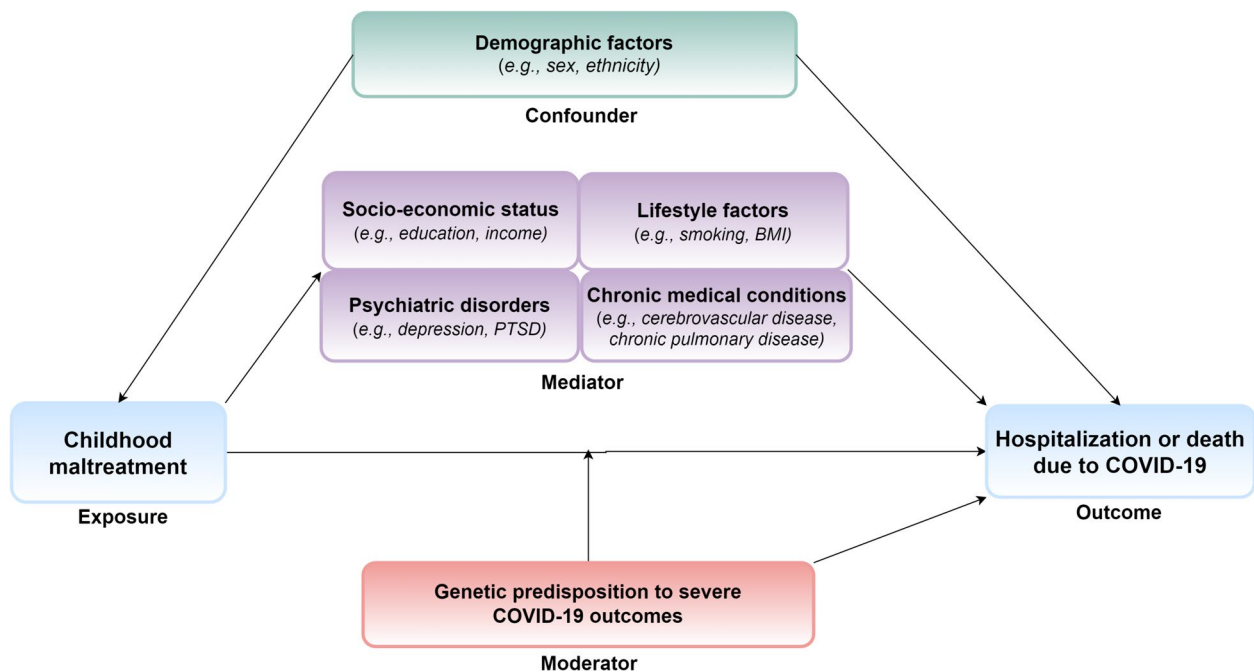 Demographic factors
(e.g., sex, ethnicity)
Confounder
Socio-economic status
(e.g., education, income)
Lifestyle factors
(e.g., smoking, BMI)
Psychiatric disorders
(e.g., depression, PTSD)
Chronic medical conditions
(e.g., cerebrovascular disease,
chronic pulmonary disease)
Mediator
Childhood
maltreatment
Exposure
Hospitalization or death
due to COVID-19
Outcome
Genetic predisposition to severe
COVID-19 outcomes
Moderator